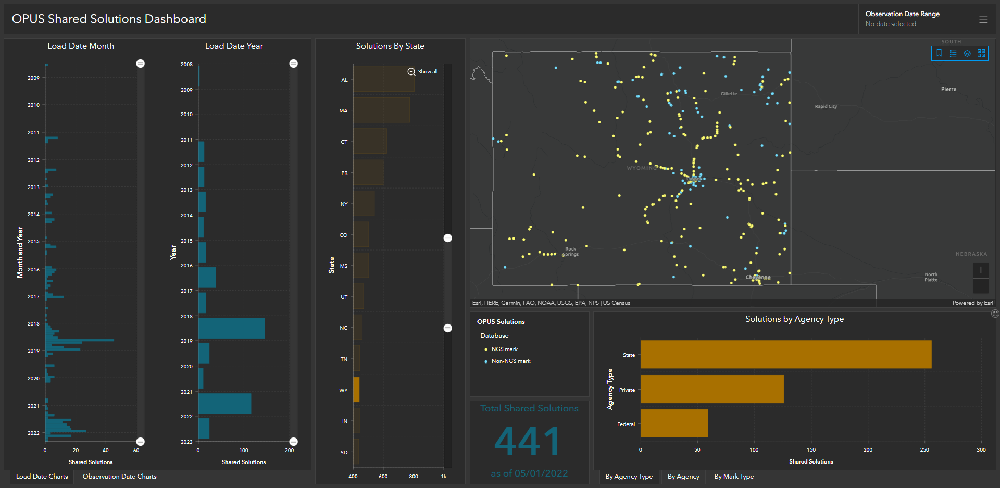 OPUS Shared Solutions Dashboard
Observation Date Range
No date selected
Load Date Month
Month and Year
2009
2010
2011
2012
2013
2014
2015
2016
2017
2018
2019
2020
2021
2022
0 20 40 60
Shared Solutions
Load Date Year
Year
2008
2009
2010
2011
2012
2013
2014
2015
2016
2017
2018
2019
2020
2021
2022
2023
0 100 200
Shared Solutions
Load Date Charts
Observation Date Charts
Solutions By State
Show all
State
AL
MA
CT
PR
NY
CO
MS
UT
NC
TN
WY
IN
SD
400 600 800 1k
SOUTH
Pierre
Gillette
Rapid City
WYOMING
Casper
Rock
Springs
NEBRASKA
North
Platte
Cheyenne
Esri, HERE, Garmin, FAO, NOAA, USGS, EPA, NPS | US Census
Powered by Esri
OPUS Solutions
Database
NGS mark
Non-NGS mark
Total Shared Solutions
441
as of 05/01/2022
Solutions by Agency Type
Agency Type
State
Private
Federal
0 50 100 150 200 250 300
Shared Solutions
By Agency Type
By Agency
By Mark Type